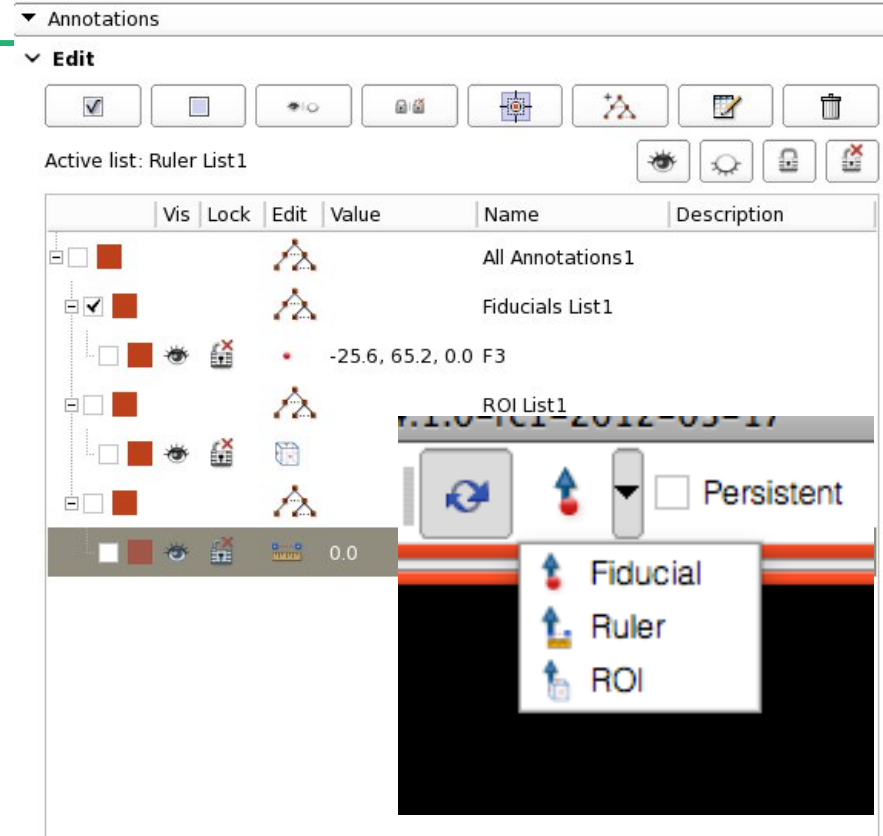 Annotations
Edit
Active list: Ruler List1
Vis Lock Edit Value Name Description
All Annotations1
Fiducials List1
-25.6, 65.2, 0.0 F3
ROI List1
0.0
Persistent
Fiducial
Ruler
ROI